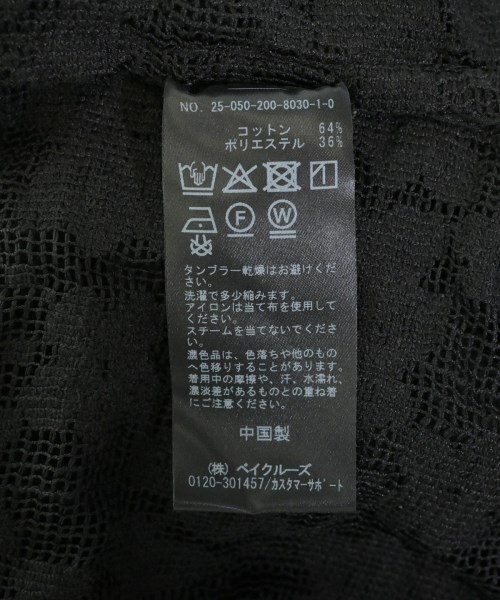 NO. 25-050-200-8030-1-0
コットン 64%
ポリエステル 36%
F W
タンブラー乾燥はお避けくだ
さい。
洗濯で多少縮みます。
アイロンは当て布を使用して
ください。
スチームを当てないでください。
濃色品は、色落ちや他のもの
へ色移りすることがあります。
着用中の摩擦や、汗、水濡れ、
濃淡差があるものとの重ね着
にご注意ください。
中国製
(株) ベイクルーズ
0120-301457/カスタマーサポート